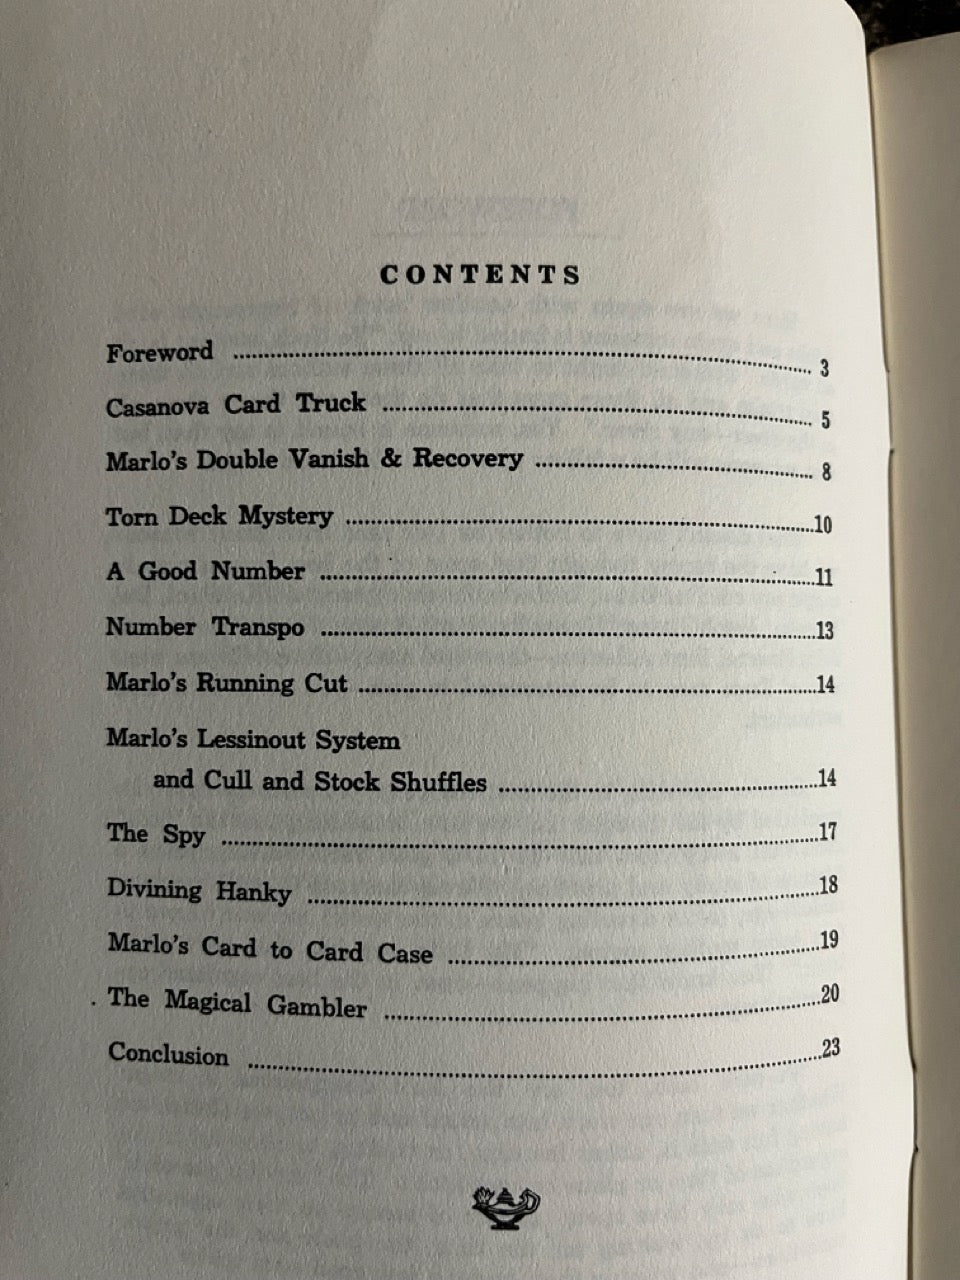 CONTENTS
Foreword ........ 3
Casanova Card Truck ........ 5
Marlo's Double Vanish & Recovery ........ 8
Torn Deck Mystery ........ 10
A Good Number ........ 11
Number Transpo ........ 13
Marlo's Running Cut ........ 14
Marlo's Lessinout System
and Cull and Stock Shuffles ........ 14
The Spy ........ 17
Divining Hanky ........ 18
Marlo's Card to Card Case ........ 19
The Magical Gambler ........ 20
Conclusion ........ 23